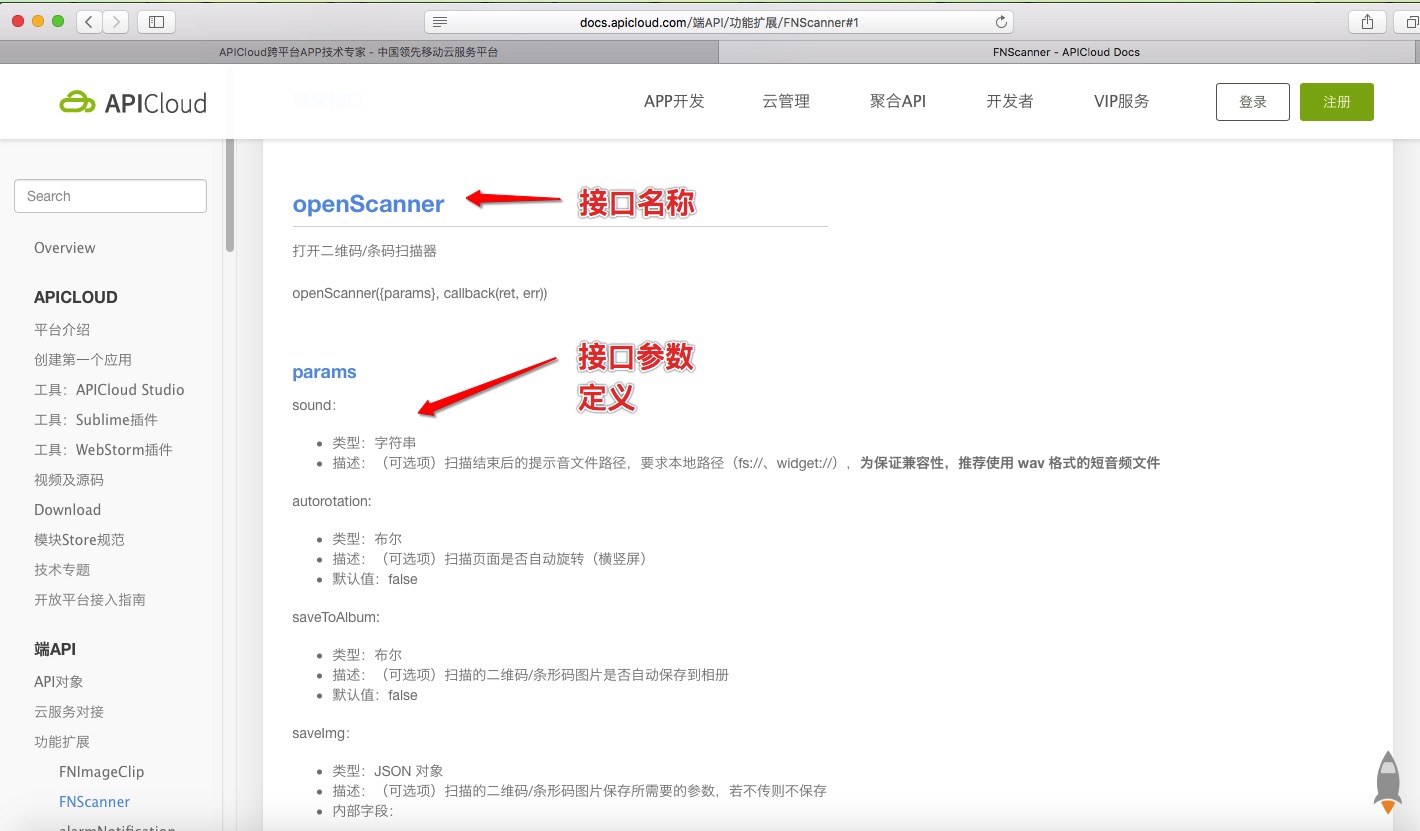 docs.apicloud.com/端API/功能扩展/FNScanner#1
APICloud跨平台APP技术专家 - 中国领先移动云服务平台
FNScanner - APICloud Docs
APICloud
APP开发
云管理
聚合API
开发者
VIP服务
登录
注册
Search
Overview
APICLOUD
平台介绍
创建第一个应用
工具：APICloud Studio
工具：Sublime插件
工具：WebStorm插件
视频及源码
Download
模块Store规范
技术专题
开放平台接入指南
端API
API对象
云服务对接
功能扩展
FNImageClip
FNScanner
alarmNotification
openScanner
接口名称
打开二维码/条码扫描器
openScanner({params}, callback(ret, err))
接口参数
定义
params
sound：
类型：字符串
描述：（可选项）扫描结束后的提示音文件路径，要求本地路径（fs://、widget://），为保证兼容性，推荐使用 wav 格式的短音频文件
autorotation:
类型：布尔
描述：（可选项）扫描页面是否自动旋转（横竖屏）
默认值：false
saveToAlbum:
类型：布尔
描述：（可选项）扫描的二维码/条形码图片是否自动保存到相册
默认值：false
saveImg：
类型：JSON 对象
描述：（可选项）扫描的二维码/条形码图片保存所需要的参数，若不传则不保存
内部字段：